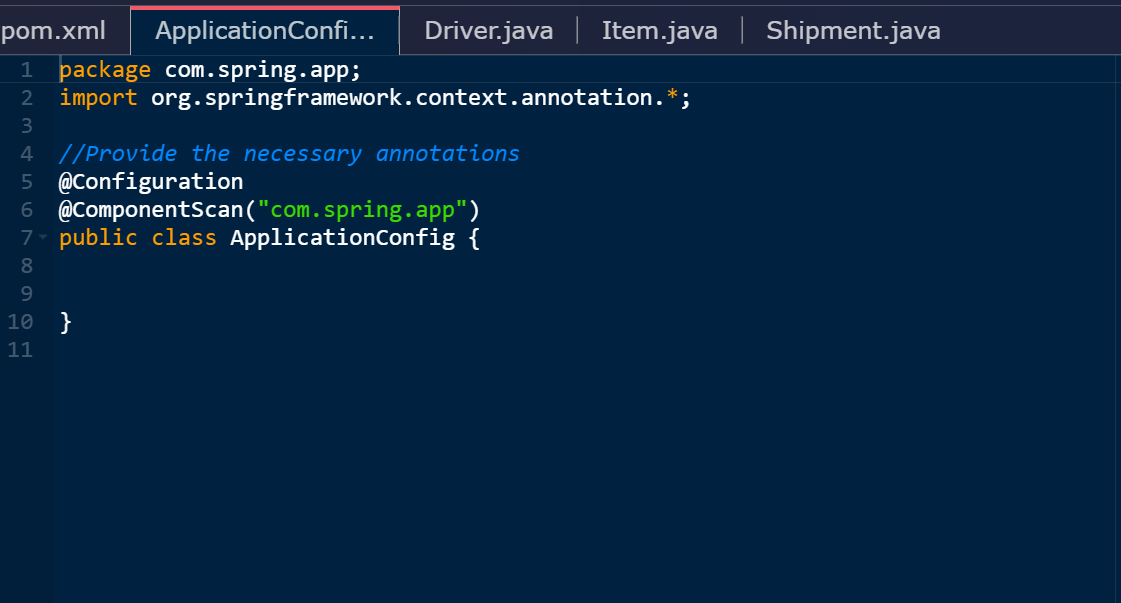 pom.xml ApplicationConfi... Driver.java Item.java Shipment.java
1 package com.spring.app;
2 import org.springframework.context.annotation.*;
3
4 //Provide the necessary annotations
5 @Configuration
6 @ComponentScan("com.spring.app")
7 public class ApplicationConfig {
8
9
10 }
11